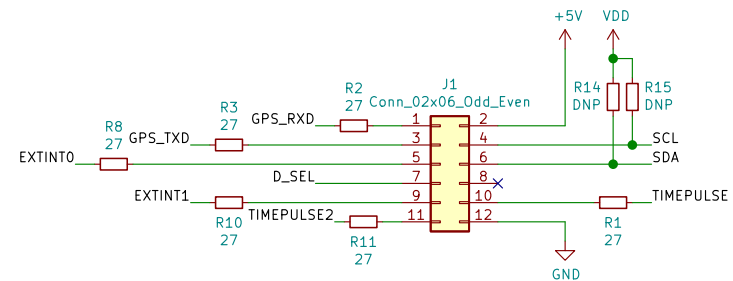 +5V VDD
J1
Conn_02x06_Odd_Even
R14 R15
DNP DNP
R2
27
R3
27
R8
27
GPS_RXD 1 2
GPS_TXD 3 4 SCL
EXTINT0 5 6 SDA
D_SEL 7 8
EXTINT1 9 10 TIMEPULSE
TIMEPULSE2 11 12
R10
27
R11
27
R1
27
GND